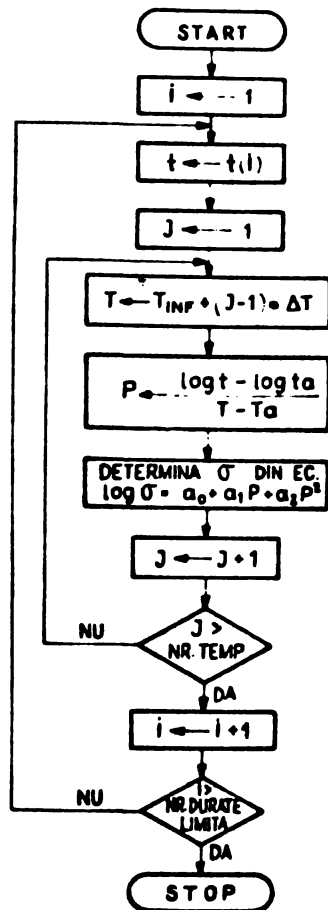 START
i ← 1
t ← t(i)
J ← 1
T ← T_INF + (J-1) * ΔT
P ← (log t - log ta) / (T - Ta)
DETERMINA σ DIN EC.
log σ = a₀ + a₁ P + a₂ P²
J ← J + 1
J >
NR. TEMP
NU
DA
i ← i + 1
i >
NR. DURATE
LIMITA
NU
DA
STOP